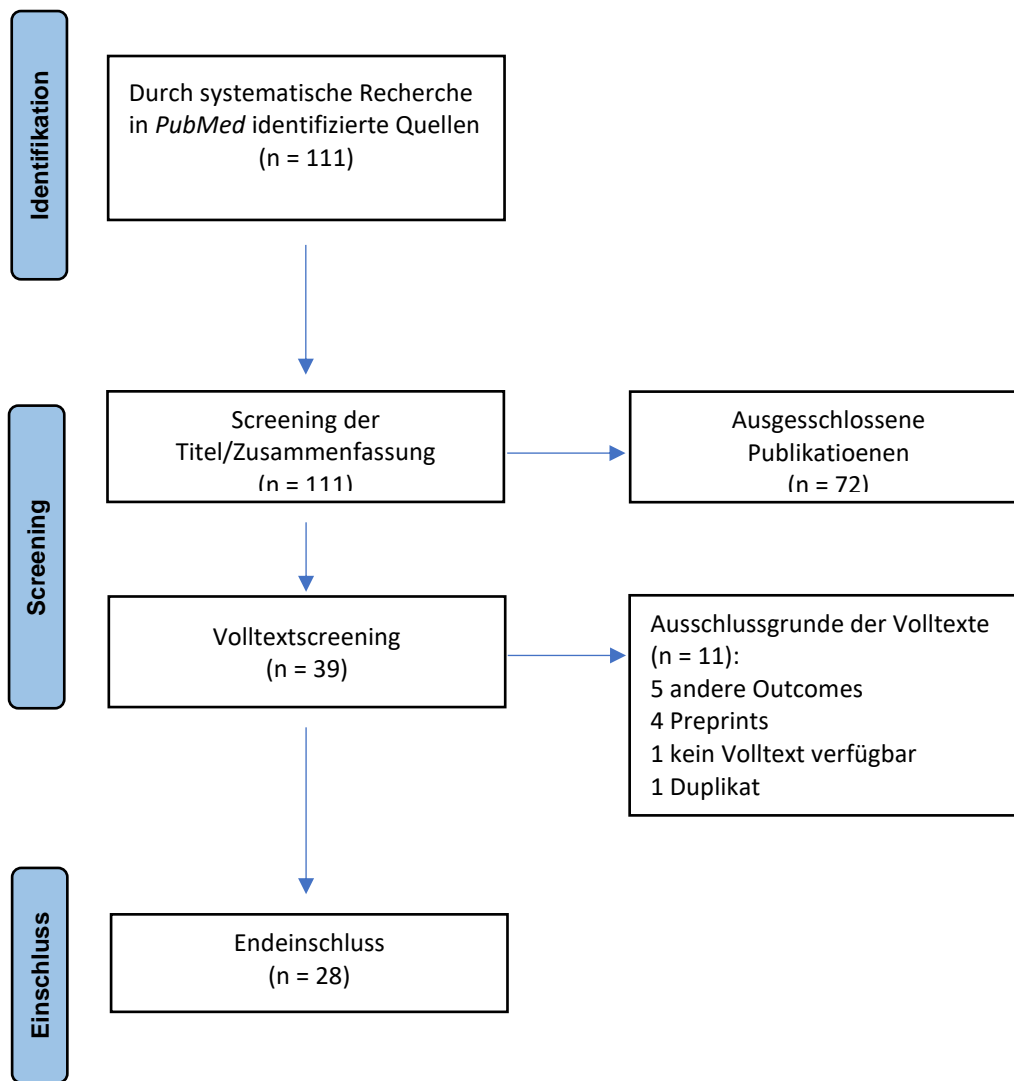 Identifikation
Durch systematische Recherche
in PubMed identifizierte Quellen
(n = 111)
Screening
Screening der
Titel/Zusammenfassung
(n = 111)
Ausgesschlossene
Publikatioenen
(n = 72)
Volltextscreening
(n = 39)
Ausschlussgrunde der Volltexte
(n = 11):
5 andere Outcomes
4 Preprints
1 kein Volltext verfügbar
1 Duplikat
Einschluss
Endeinschluss
(n = 28)